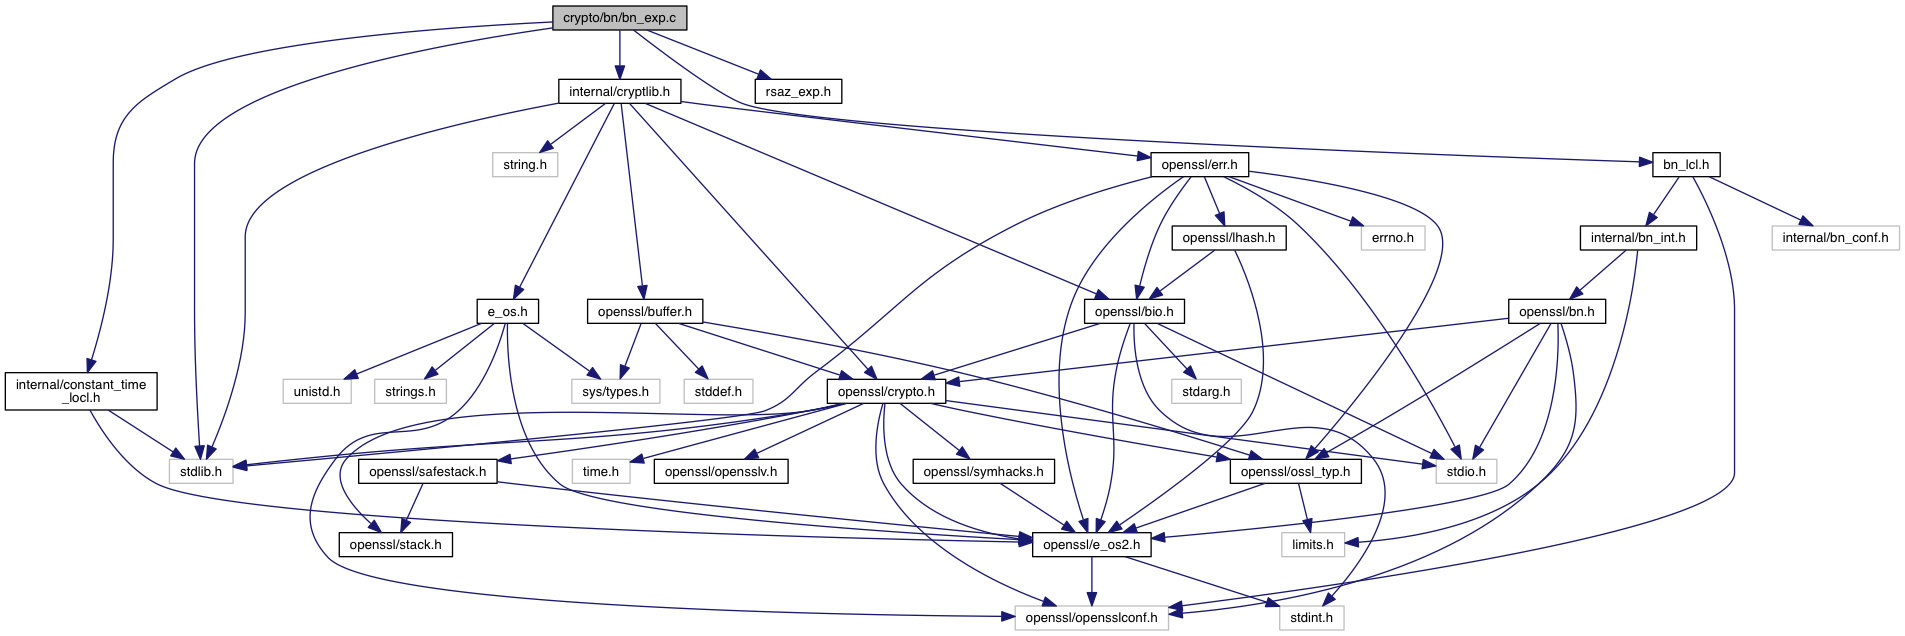 crypto/bn/bn_exp.c
internal/cryptlib.h
rsaz_exp.h
string.h
openssl/err.h
bn_lcl.h
openssl/lhash.h
errno.h
internal/bn_int.h
internal/bn_conf.h
e_os.h
openssl/buffer.h
openssl/bio.h
openssl/bn.h
internal/constant_time
_locl.h
unistd.h
strings.h
sys/types.h
stddef.h
openssl/crypto.h
stdarg.h
stdlib.h
openssl/safestack.h
time.h
openssl/opensslv.h
openssl/symhacks.h
openssl/ossl_typ.h
stdio.h
openssl/stack.h
openssl/e_os2.h
limits.h
openssl/opensslconf.h
stdint.h